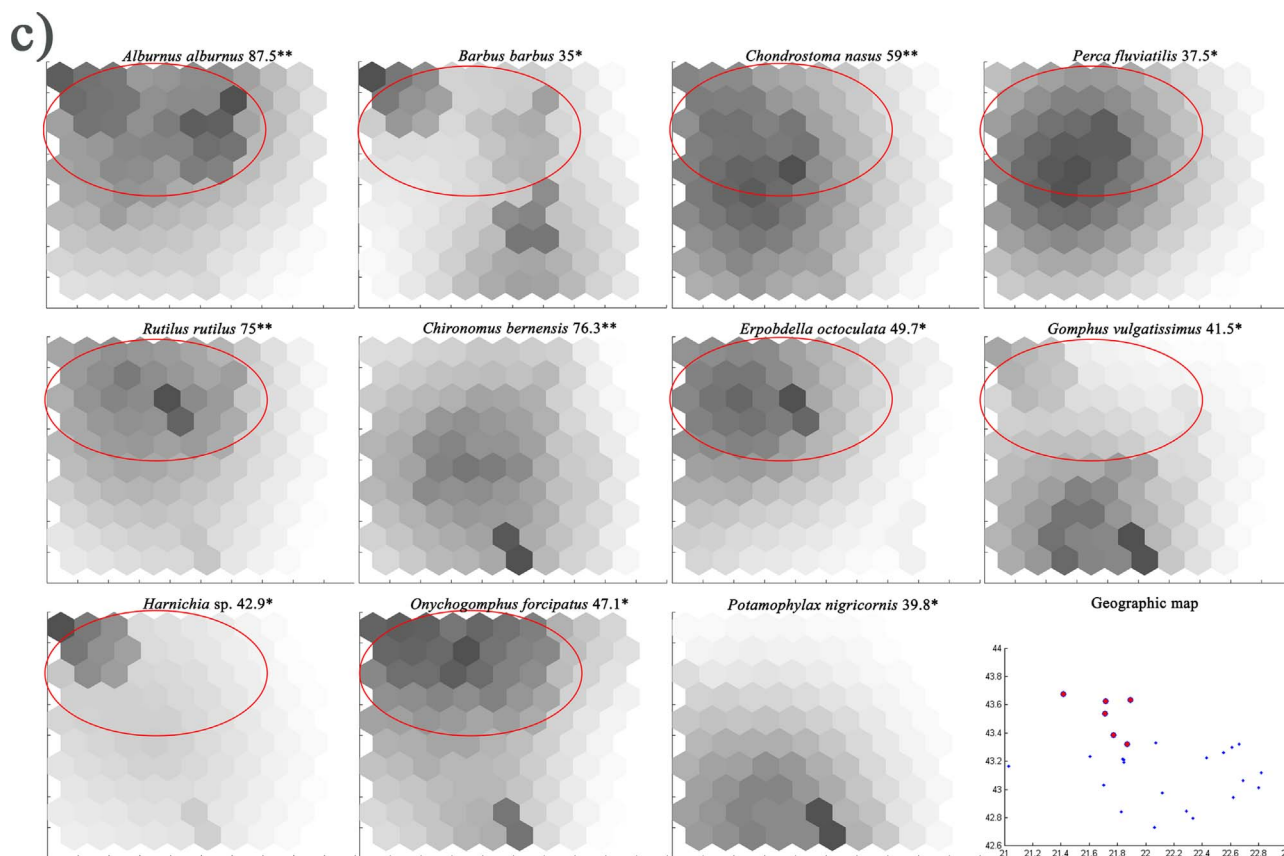 c)
Alburnus alburnus 87.5**
Barbus barbus 35*
Chondrostoma nasus 59**
Perca fluviatilis 37.5*
Rutilus rutilus 75**
Chironomus bernensis 76.3**
Erpobdella octoculata 49.7*
Gomphus vulgatissimus 41.5*
Harnichia sp. 42.9*
Onychogomphus forcipatus 47.1*
Potamophylax nigricornis 39.8*
Geographic map
44
43.8
43.6
43.4
43.2
43
42.8
42.6
21 21.2 21.4 21.6 21.8 22 22.2 22.4 22.6 22.8